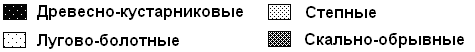 Древесно-кустарниковые
Степные
Лугово-болотные
Скально-обрывные